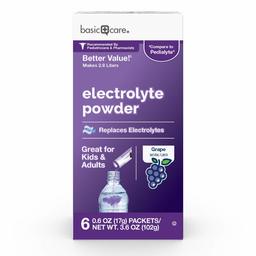 basic care®
Recommended By
Pediatricians & Pharmacists
*Compare to
Pedialyte®
Better Value!†
Makes 2.8 Liters
electrolyte
powder
Replaces Electrolytes
Great for
Kids &
Adults
Grape
6 0.6 OZ (17g) PACKETS/
NET WT. 3.6 OZ (102g)